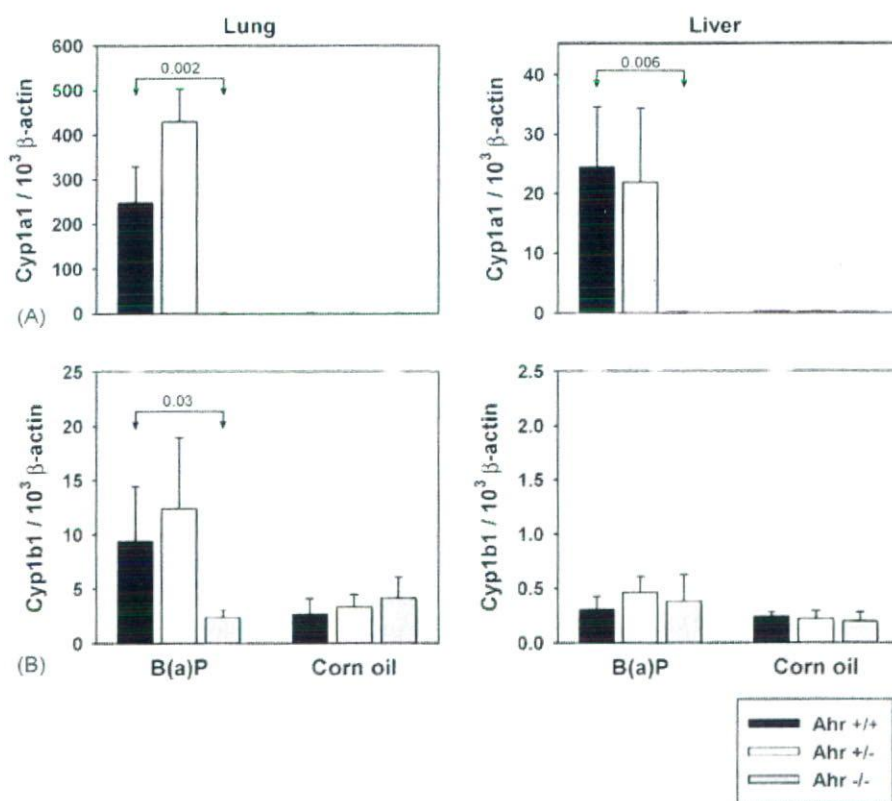 Lung
Liver
600
500
400
300
200
100
0
Cyp1a1 / 10³ β-actin
0.002
40
30
20
10
0
Cyp1a1 / 10³ β-actin
0.006
(A)
25
20
15
10
5
0
Cyp1b1 / 10³ β-actin
0.03
2.5
2.0
1.5
1.0
0.5
0.0
Cyp1b1 / 10³ β-actin
(B)
B(a)P
Corn oil
B(a)P
Corn oil
Ahr +/+
Ahr +/-
Ahr -/-